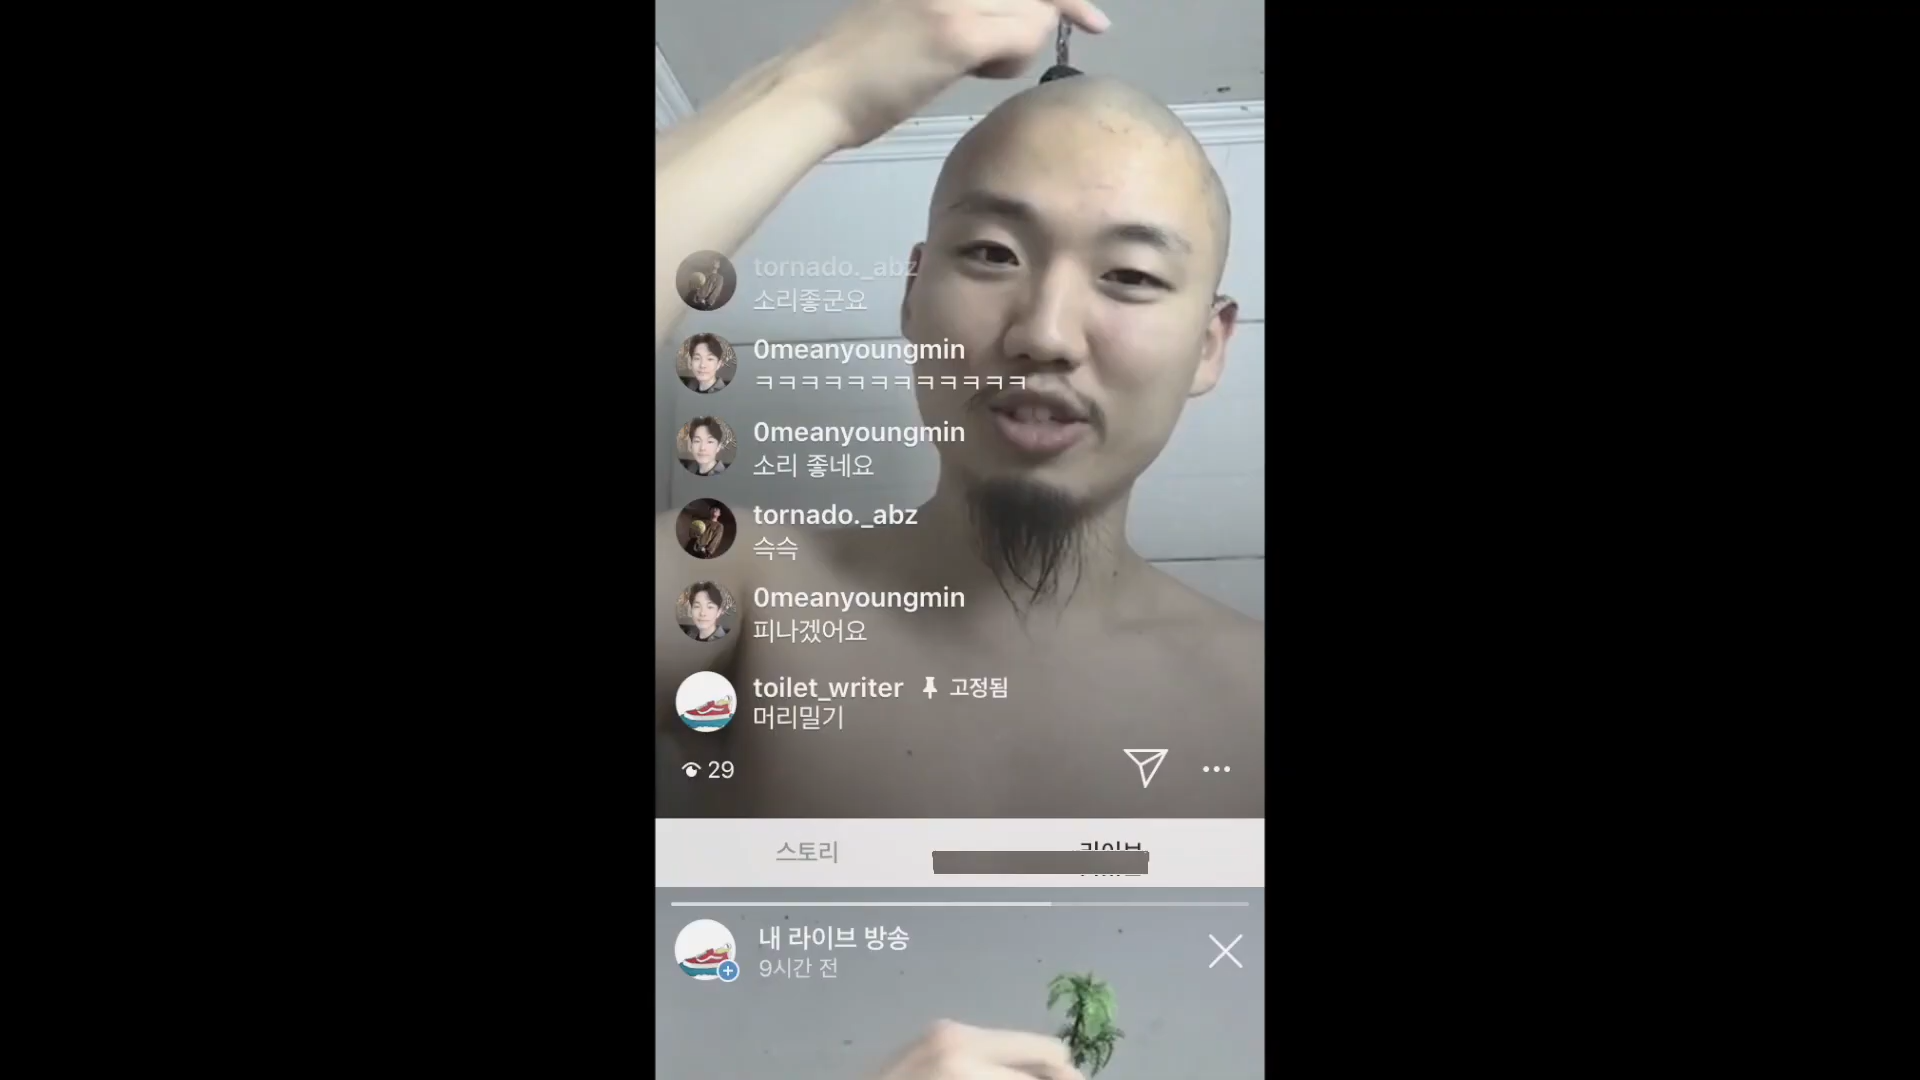 tornado._abz
소리좋군요
0meanyoungmin
ㅋㅋㅋㅋㅋㅋㅋㅋㅋㅋㅋㅋ
0meanyoungmin
소리 좋네요
tornado._abz
슥슥
0meanyoungmin
피나겠어요
toilet_writer 고정됨
머리밀기
29
스토리
내 라이브 방송
9시간 전